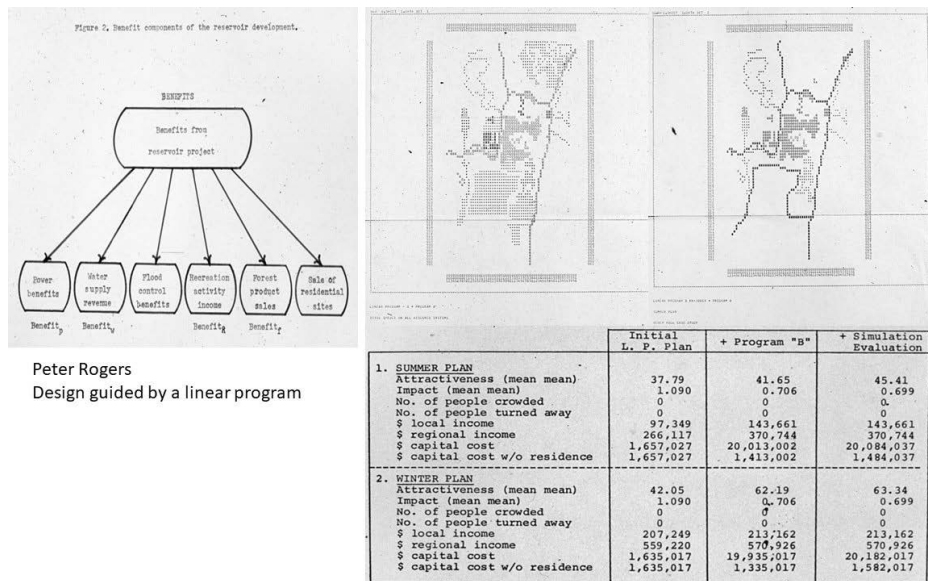 Figure 2. Benefit components of the reservoir development.
BENEFITS
Benefits from
reservoir project
Power
benefits
Water
supply
revenue
Flood
control
benefits
Recreation
activity
income
Forest
product
sales
Sale of
residential
sites
Benefit_p
Benefit_w
Benefit_R
Benefit_f
Peter Rogers
Design guided by a linear program
Initial
L. P. Plan
+ Program "B"
+ Simulation
Evaluation
1. SUMMER PLAN
Attractiveness (mean mean) 37.79 41.65 45.41
Impact (mean mean) 1.090 0.706 0.699
No. of people crowded 0 0 0.
No. of people turned away 0 0 0
$ local income 97,349 143,661 143,661
$ regional income 266,117 370,744 370,744
$ capital cost 1,657,027 20,013,002 20,084,037
$ capital cost w/o residence 1,657,027 1,413,002 1,484,037
2. WINTER PLAN
Attractiveness (mean mean) 42.05 62.19 63.34
Impact (mean mean) 1.090 0.706 0.699
No. of people crowded 0 0 0
No. of people turned away 0 0 0
$ local income 207,249 213,162 213,162
$ regional income 559,220 570,926 570,926
$ capital cost 1,635,017 19,935,017 20,182,017
$ capital cost w/o residence 1,635,017 1,335,017 1,582,017